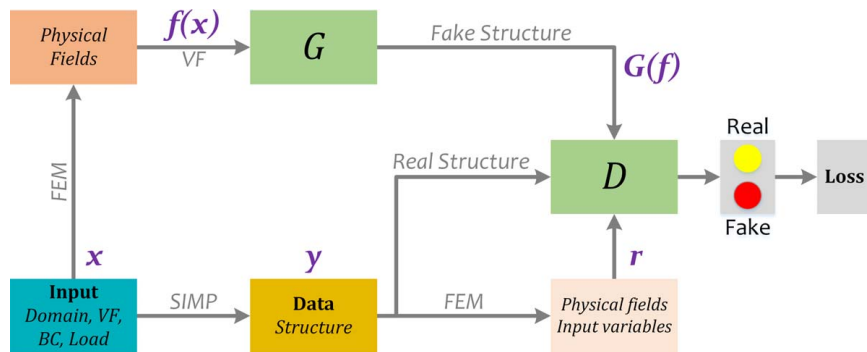 Physical
Fields
f(x)
VF
G
Fake Structure
G(f)
FEM
Real Structure
D
Real
Fake
Loss
x
Input
Domain, VF,
BC, Load
SIMP
y
Data
Structure
FEM
r
Physical fields
Input variables